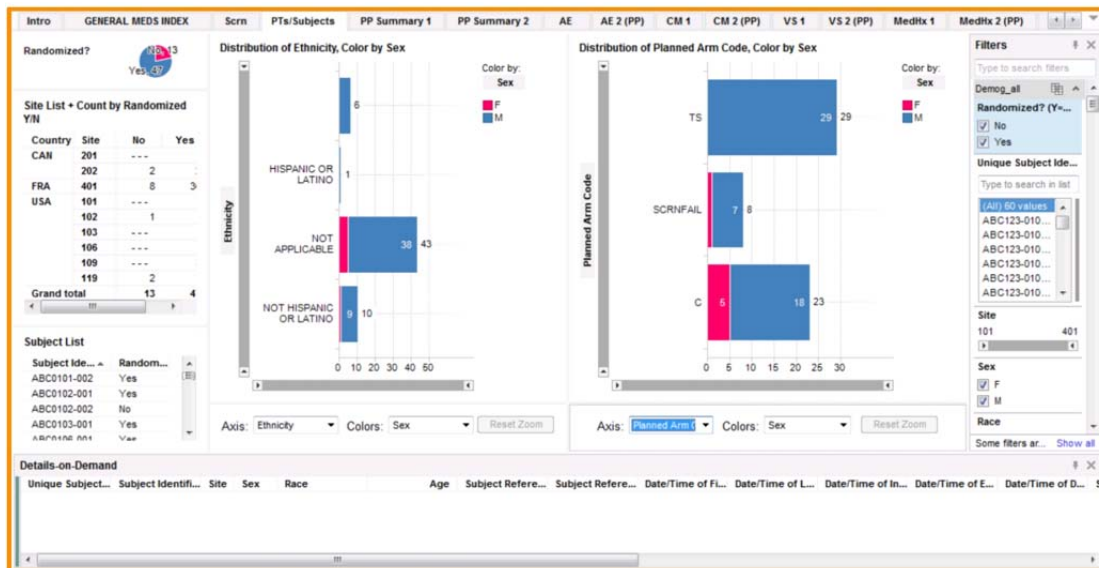 Intro GENERAL MEDS INDEX Scrn PTs/Subjects PP Summary 1 PP Summary 2 AE AE 2 (PP) CM 1 CM 2 (PP) VS 1 VS 2 (PP) MedHx 1 MedHx 2 (PP)
Randomized?
No, 13
Yes, 47
Site List + Count by Randomized
Y/N
Country Site No Yes
CAN 201 ---
202 2
FRA 401 8
USA 101 ---
102 1
103 ---
106 ---
109 ---
119 2
Grand total 13 4
Subject List
Subject Ide... Random...
ABC0101-002 Yes
ABC0102-001 Yes
ABC0102-002 No
ABC0103-001 Yes
ABC0106-001 Yes
Distribution of Ethnicity, Color by Sex
Color by:
Sex
F
M
Ethnicity
6
HISPANIC OR
LATINO
1
NOT
APPLICABLE
38 43
NOT HISPANIC
OR LATINO
9 10
0 10 20 30 40 50
Axis: Ethnicity Colors: Sex Reset Zoom
Distribution of Planned Arm Code, Color by Sex
Color by:
Sex
F
M
Planned Arm Code
TS 29 29
SCRNFAIL 7 8
C 5 18 23
0 5 10 15 20 25 30
Axis: Planned Arm Colors: Sex Reset Zoom
Filters
Type to search filters
Demog_all
Randomized? (Y=...
No
Yes
Unique Subject Ide...
Type to search in list
(All) 60 values
ABC123-010...
ABC123-010...
ABC123-010...
ABC123-010...
ABC123-010...
ABC123-010...
Site
101 401
Sex
F
M
Race
Some filters ar... Show all
Details-on-Demand
Unique Subject... Subject Identifi... Site Sex Race Age Subject Refere... Subject Refere... Date/Time of Fi... Date/Time of L... Date/Time of In... Date/Time of E... Date/Time of D... S